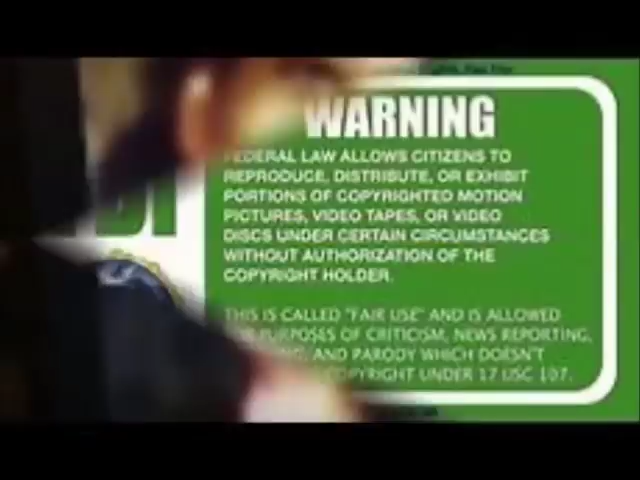 WARNING
FEDERAL LAW ALLOWS CITIZENS TO
REPRODUCE, DISTRIBUTE, OR EXHIBIT
PORTIONS OF COPYRIGHTED MOTION
PICTURES, VIDEO TAPES, OR VIDEO
DISCS UNDER CERTAIN CIRCUMSTANCES
WITHOUT AUTHORIZATION OF THE
COPYRIGHT HOLDER.
THIS IS CALLED "FAIR USE" AND IS ALLOWED
PURPOSES OF CRITICISM, NEWS REPORTING,
AND PARODY WHICH DOESN'T
COPYRIGHT UNDER 17 USC 107.